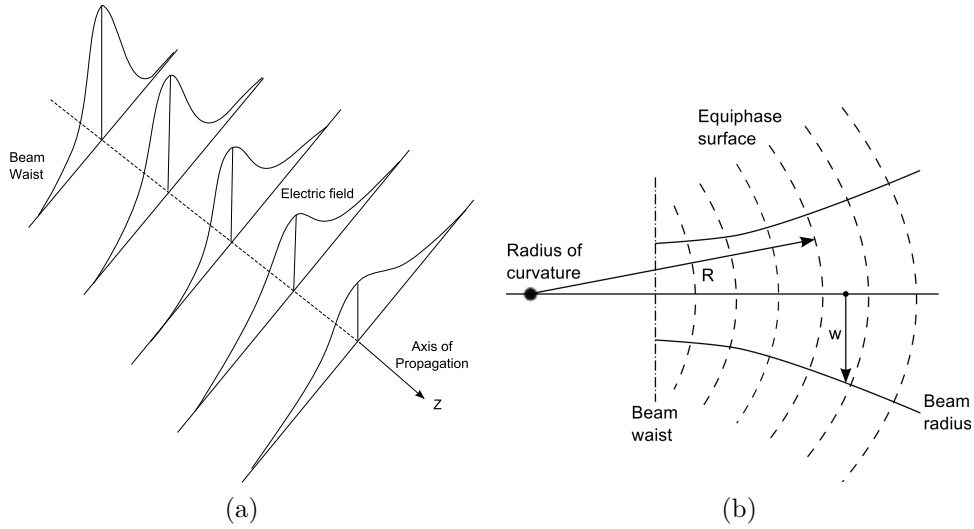 Beam
Waist
Electric field
Axis of
Propagation
Z
(a)
Equiphase
surface
Radius of
curvature
R
w
Beam
waist
Beam
radius
(b)